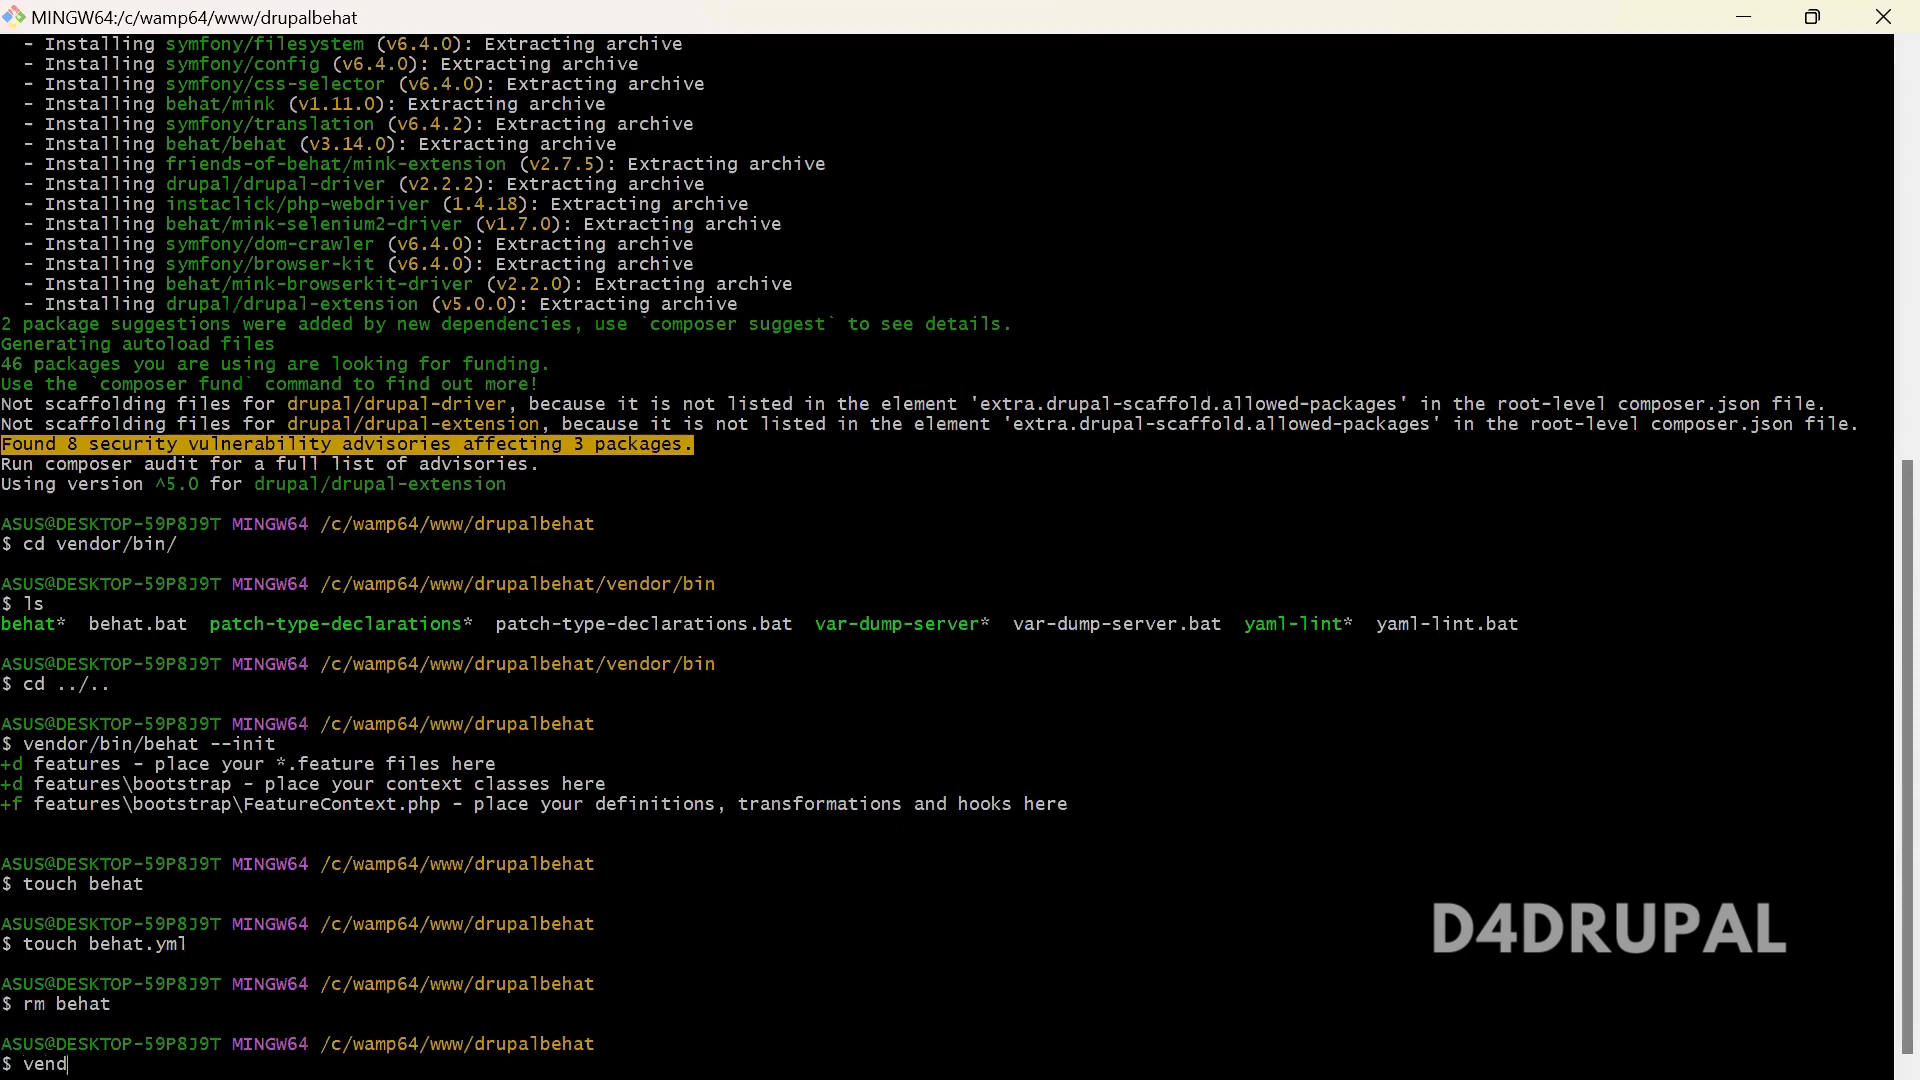 MINGW64:/c/wamp64/www/drupalbehat
- Installing symfony/filesystem (v6.4.0): Extracting archive
- Installing symfony/config (v6.4.0): Extracting archive
- Installing symfony/css-selector (v6.4.0): Extracting archive
- Installing behat/mink (v1.11.0): Extracting archive
- Installing symfony/translation (v6.4.2): Extracting archive
- Installing behat/behat (v3.14.0): Extracting archive
- Installing friends-of-behat/mink-extension (v2.7.5): Extracting archive
- Installing drupal/drupal-driver (v2.2.2): Extracting archive
- Installing instaclick/php-webdriver (1.4.18): Extracting archive
- Installing behat/mink-selenium2-driver (v1.7.0): Extracting archive
- Installing symfony/dom-crawler (v6.4.0): Extracting archive
- Installing symfony/browser-kit (v6.4.0): Extracting archive
- Installing behat/mink-browserkit-driver (v2.2.0): Extracting archive
- Installing drupal/drupal-extension (v5.0.0): Extracting archive
2 package suggestions were added by new dependencies, use `composer suggest` to see details.
Generating autoload files
46 packages you are using are looking for funding.
Use the `composer fund` command to find out more!
Not scaffolding files for drupal/drupal-driver, because it is not listed in the element 'extra.drupal-scaffold.allowed-packages' in the root-level composer.json file.
Not scaffolding files for drupal/drupal-extension, because it is not listed in the element 'extra.drupal-scaffold.allowed-packages' in the root-level composer.json file.
Found 8 security vulnerability advisories affecting 3 packages.
Run composer audit for a full list of advisories.
Using version ^5.0 for drupal/drupal-extension
ASUS@DESKTOP-59P8J9T MINGW64 /c/wamp64/www/drupalbehat
$ cd vendor/bin/
ASUS@DESKTOP-59P8J9T MINGW64 /c/wamp64/www/drupalbehat/vendor/bin
$ ls
behat* behat.bat patch-type-declarations* patch-type-declarations.bat var-dump-server* var-dump-server.bat yaml-lint* yaml-lint.bat
ASUS@DESKTOP-59P8J9T MINGW64 /c/wamp64/www/drupalbehat/vendor/bin
$ cd ../..
ASUS@DESKTOP-59P8J9T MINGW64 /c/wamp64/www/drupalbehat
$ vendor/bin/behat --init
+d features - place your *.feature files here
+d features\bootstrap - place your context classes here
+f features\bootstrap\FeatureContext.php - place your definitions, transformations and hooks here
ASUS@DESKTOP-59P8J9T MINGW64 /c/wamp64/www/drupalbehat
$ touch behat
ASUS@DESKTOP-59P8J9T MINGW64 /c/wamp64/www/drupalbehat
$ touch behat.yml
D4DRUPAL
ASUS@DESKTOP-59P8J9T MINGW64 /c/wamp64/www/drupalbehat
$ rm behat
ASUS@DESKTOP-59P8J9T MINGW64 /c/wamp64/www/drupalbehat
$ vend